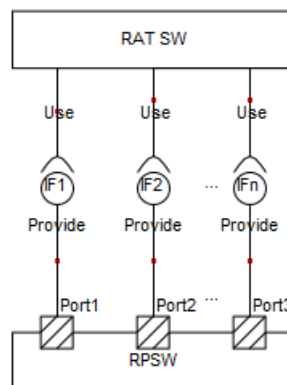 RAT SW
Use Use Use
IF1 IF2 ... IFn
Provide Provide Provide
Port1 Port2 ... Port3
RPSW